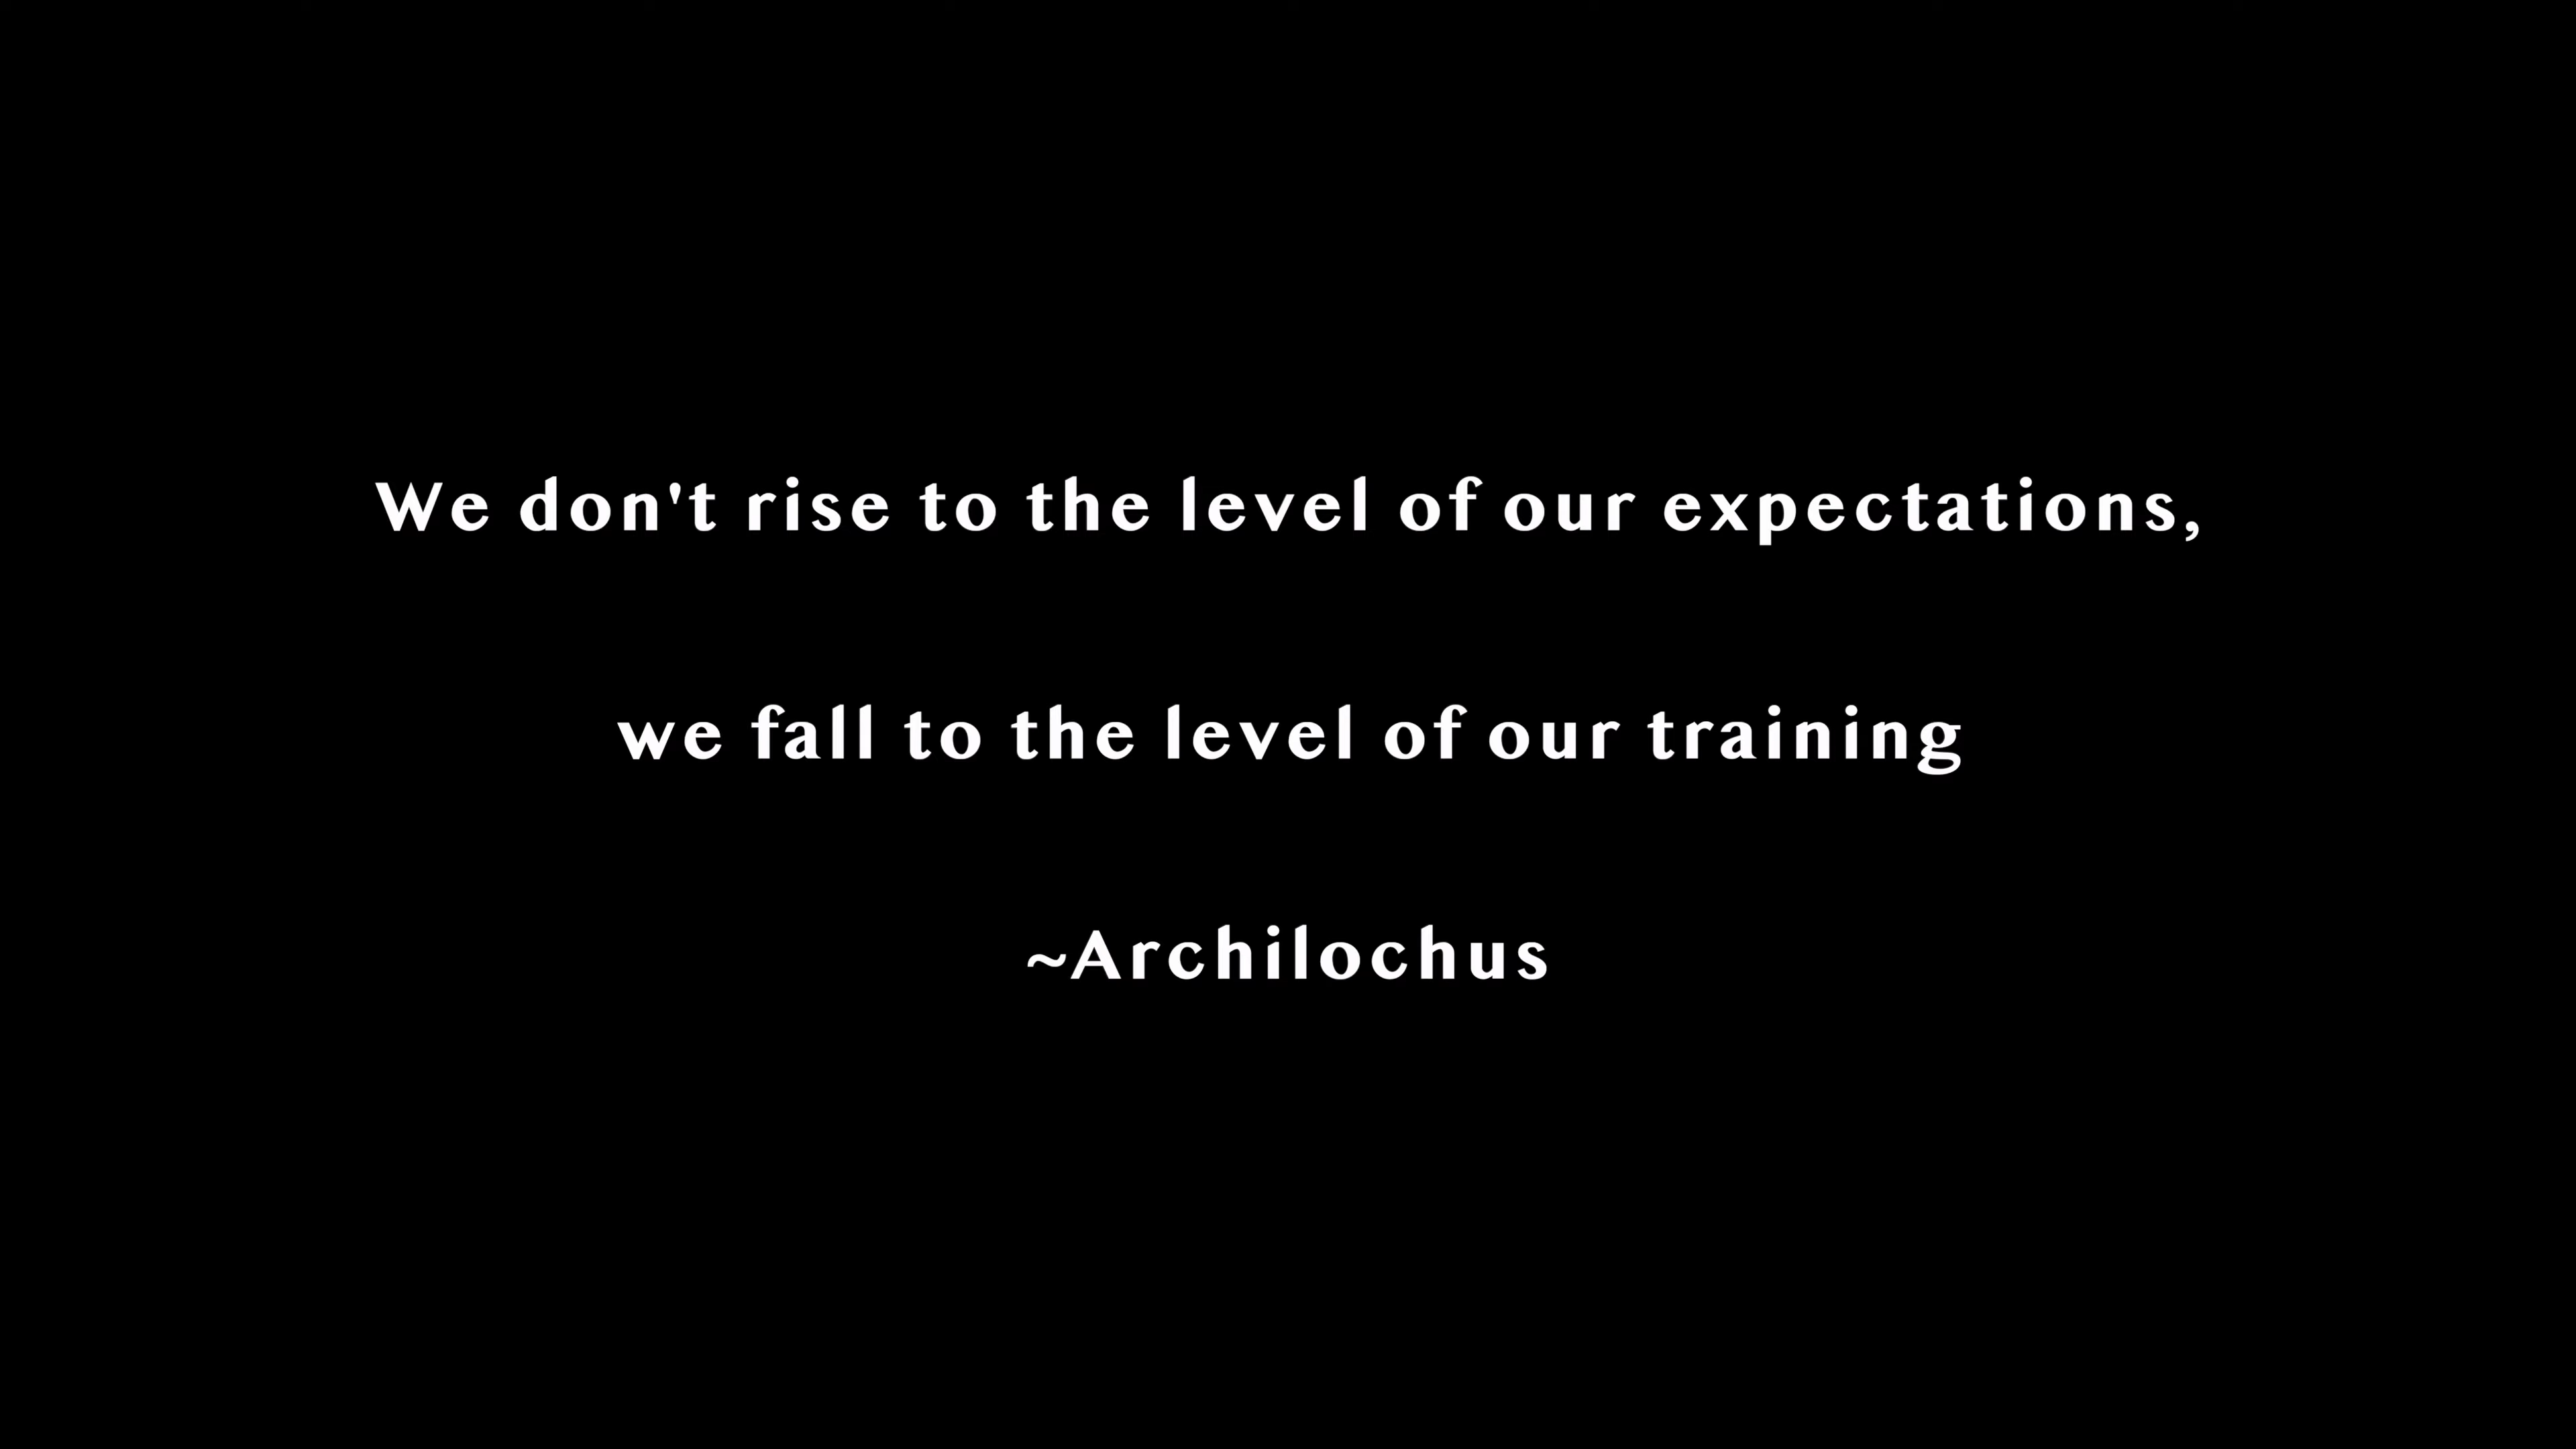 We don't rise to the level of our expectations,
we fall to the level of our training
~Archilochus